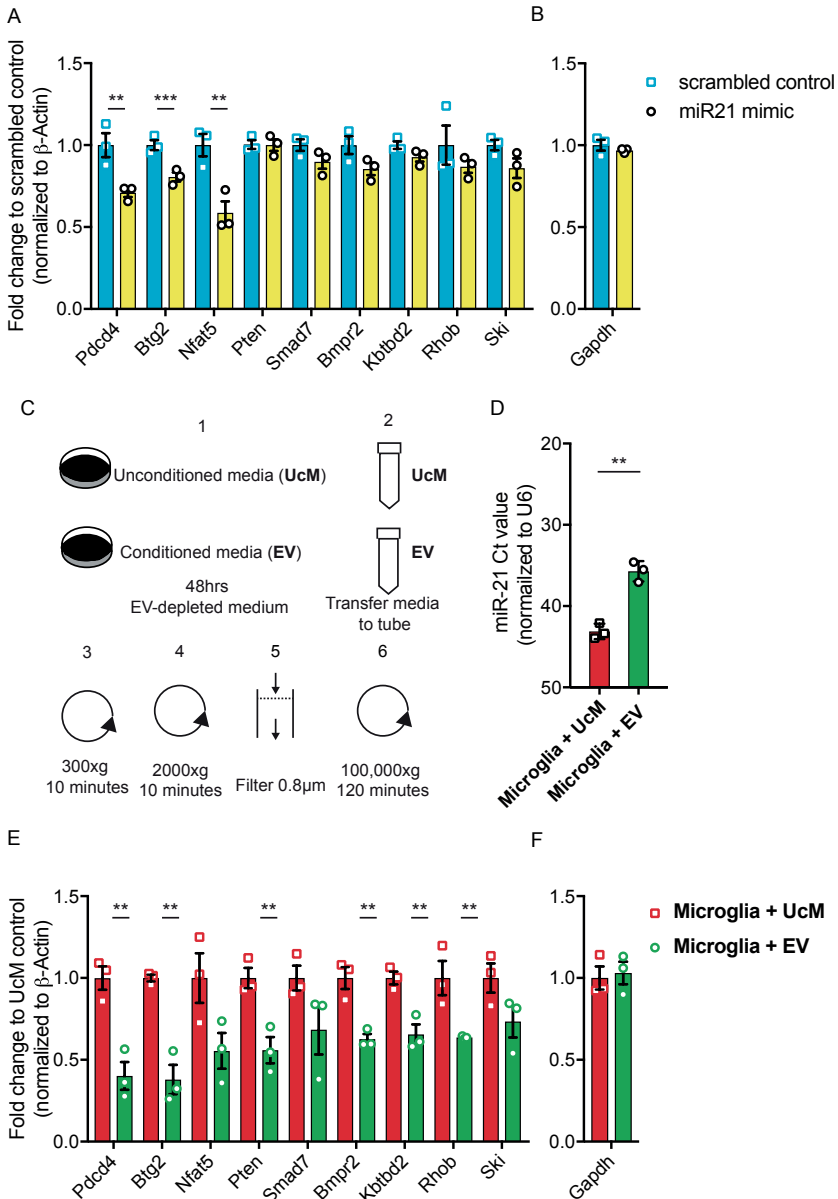 A
B
Fold change to scrambled control
(normalized to β-Actin)
1.5
1.0
0.5
0.0
** *** **
Pdcd4 Btg2 Nfat5 Pten Smad7 Bmpr2 Kbtbd2 Rhob Ski
1.5
1.0
0.5
0.0
Gapdh
scrambled control
miR21 mimic
C
1 2
Unconditioned media (UcM) UcM
Conditioned media (EV) EV
48hrs
EV-depleted medium
Transfer media
to tube
3 4 5 6
300xg
10 minutes
2000xg
10 minutes
Filter 0.8µm
100,000xg
120 minutes
D
miR-21 Ct value
(normailzed to U6)
20
30
40
50
**
Microglia + UcM
Microglia + EV
E
F
Fold change to UcM control
(normalized to β-Actin)
1.5
1.0
0.5
0.0
** ** ** ** ** **
Pdcd4 Btg2 Nfat5 Pten Smad7 Bmpr2 Kbtbd2 Rhob Ski
1.5
1.0
0.5
0.0
Gapdh
Microglia + UcM
Microglia + EV